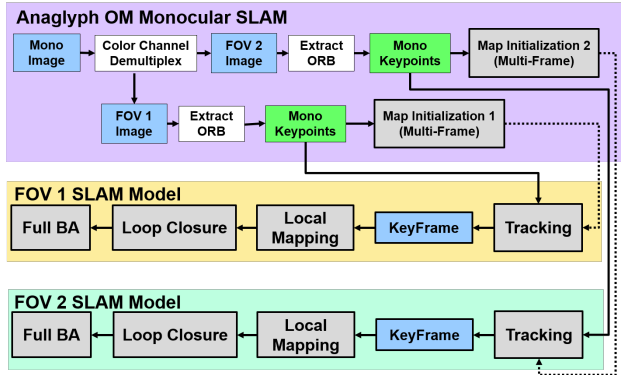 Anaglyph OM Monocular SLAM
Mono
Image
Color Channel
Demultiplex
FOV 2
Image
Extract
ORB
Mono
Keypoints
Map Initialization 2
(Multi-Frame)
FOV 1
Image
Extract
ORB
Mono
Keypoints
Map Initialization 1
(Multi-Frame)
FOV 1 SLAM Model
Full BA
Loop Closure
Local
Mapping
KeyFrame
Tracking
FOV 2 SLAM Model
Full BA
Loop Closure
Local
Mapping
KeyFrame
Tracking